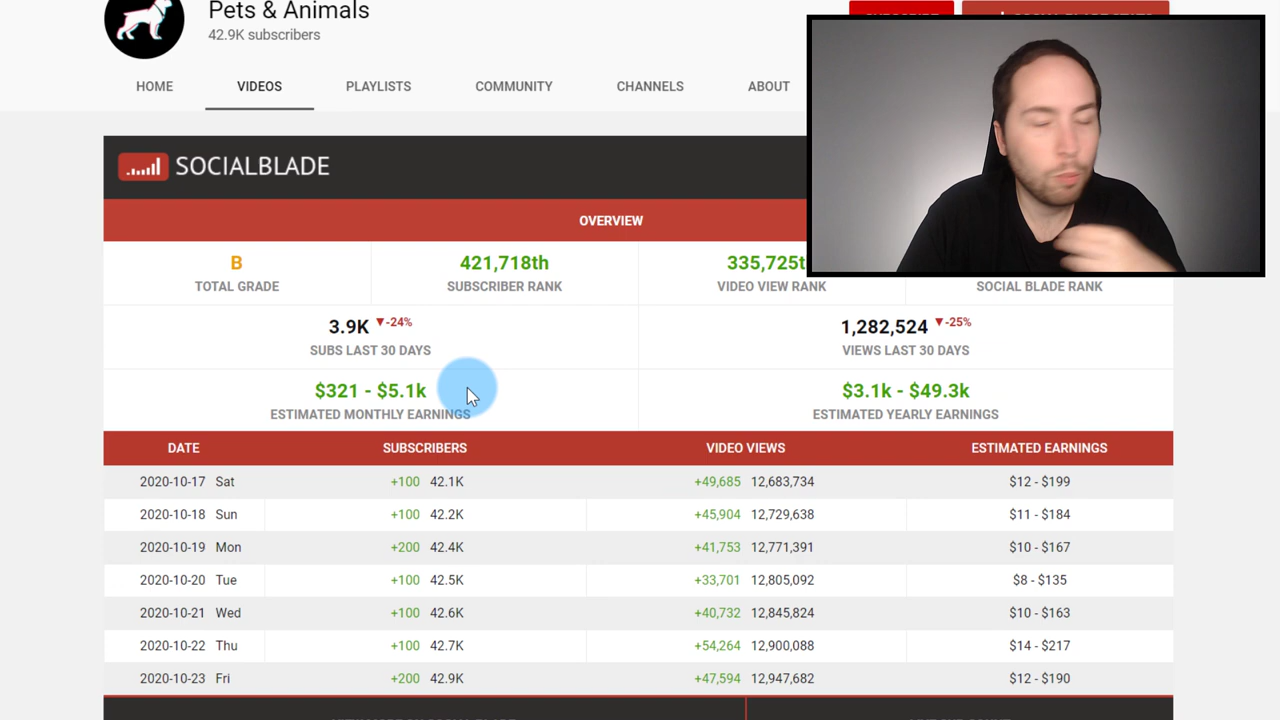 Pets & Animals
42.9K subscribers
HOME VIDEOS PLAYLISTS COMMUNITY CHANNELS ABOUT
SOCIALBLADE
OVERVIEW
B 421,718th
TOTAL GRADE SUBSCRIBER RANK VIDEO VIEW RANK SOCIAL BLADE RANK
3.9K ▼-24% 1,282,524 ▼-25%
SUBS LAST 30 DAYS VIEWS LAST 30 DAYS
$321 - $5.1k $3.1k - $49.3k
ESTIMATED MONTHLY EARNINGS ESTIMATED YEARLY EARNINGS
DATE SUBSCRIBERS VIDEO VIEWS ESTIMATED EARNINGS
2020-10-17 Sat +100 42.1K +49,685 12,683,734 $12 - $199
2020-10-18 Sun +100 42.2K +45,904 12,729,638 $11 - $184
2020-10-19 Mon +200 42.4K +41,753 12,771,391 $10 - $167
2020-10-20 Tue +100 42.5K +33,701 12,805,092 $8 - $135
2020-10-21 Wed +100 42.6K +40,732 12,845,824 $10 - $163
2020-10-22 Thu +100 42.7K +54,264 12,900,088 $14 - $217
2020-10-23 Fri +200 42.9K +47,594 12,947,682 $12 - $190